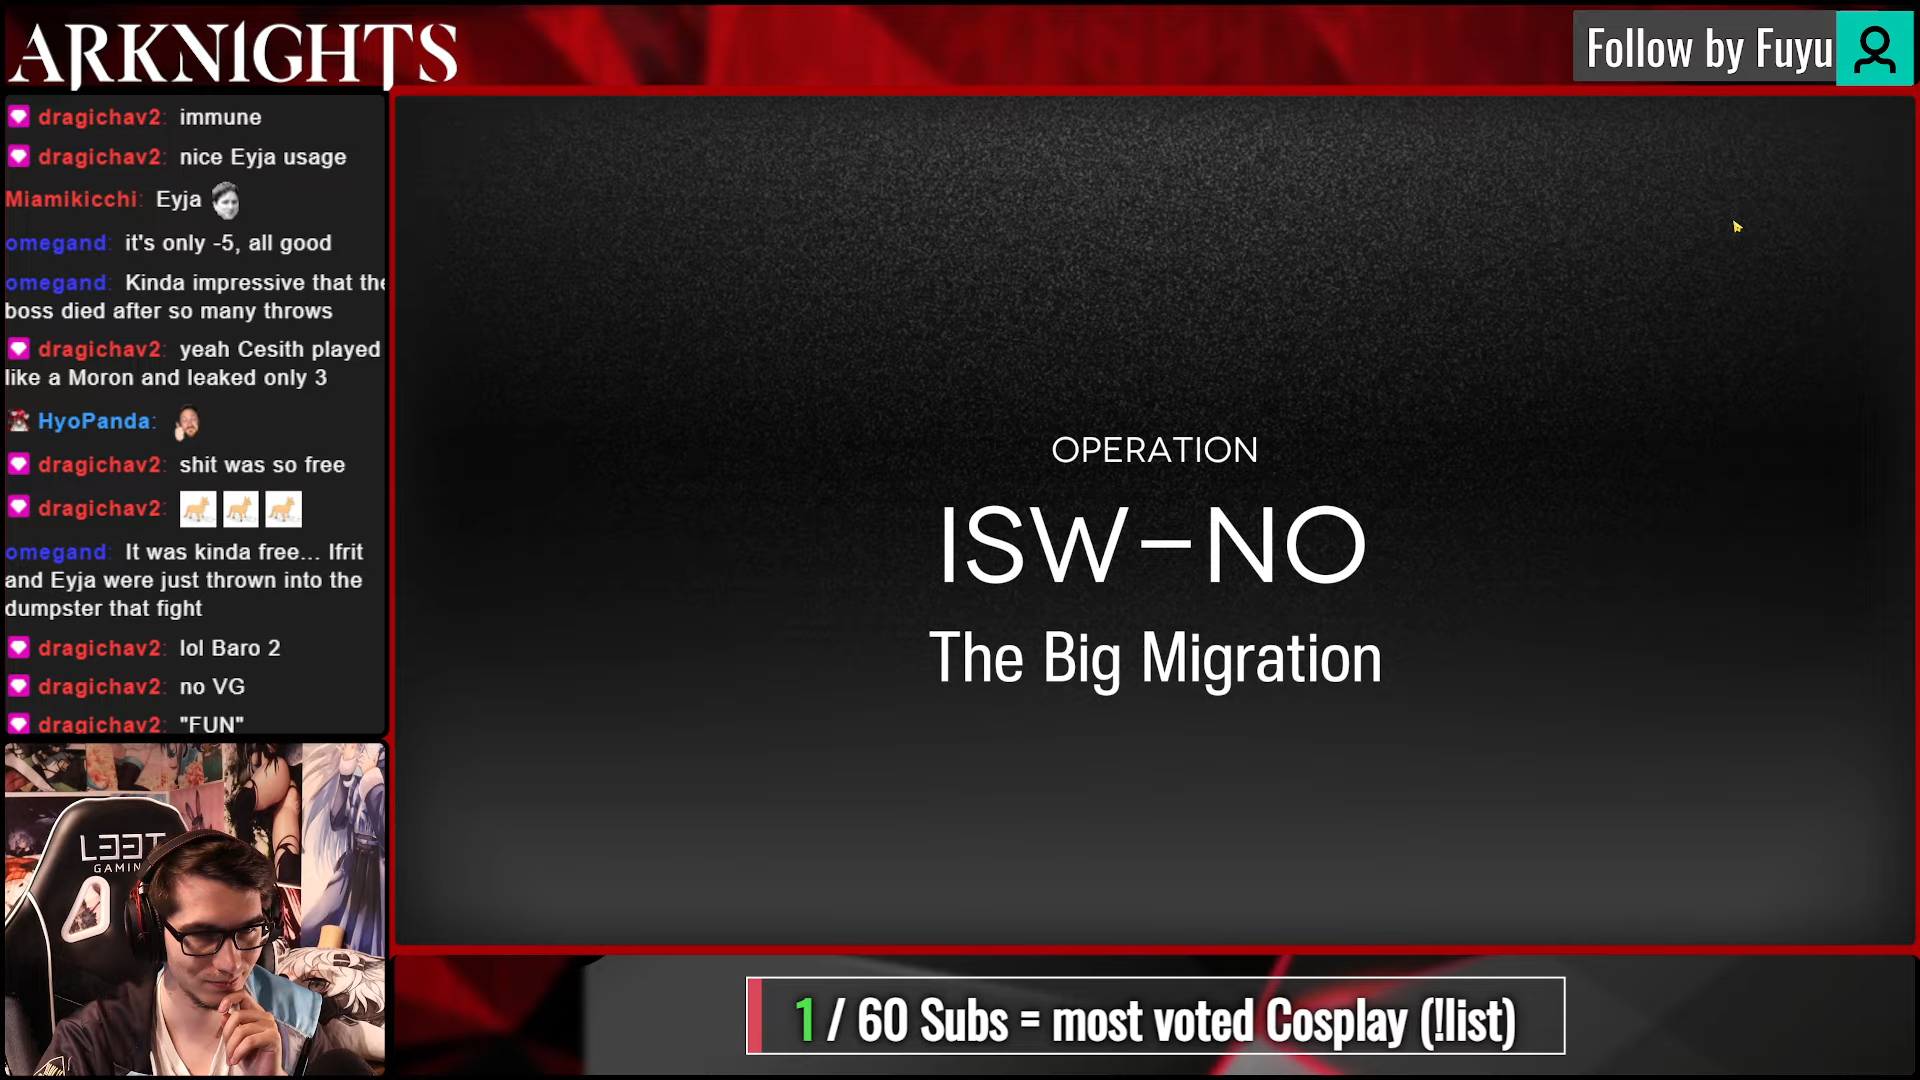 ARKNIGHTS
Follow by Fuyu
dragichav2: immune
dragichav2: nice Eyja usage
Miamikicchi: Eyja
omegand: it's only -5, all good
omegand: Kinda impressive that the
boss died after so many throws
dragichav2: yeah Cesith played
like a Moron and leaked only 3
HyoPanda:
dragichav2: shit was so free
dragichav2:
omegand: It was kinda free... Ifrit
and Eyja were just thrown into the
dumpster that fight
dragichav2: lol Baro 2
dragichav2: no VG
dragichav2: "FUN"
OPERATION
ISW-NO
The Big Migration
L33T
GAMIN
1 / 60 Subs = most voted Cosplay (!list)